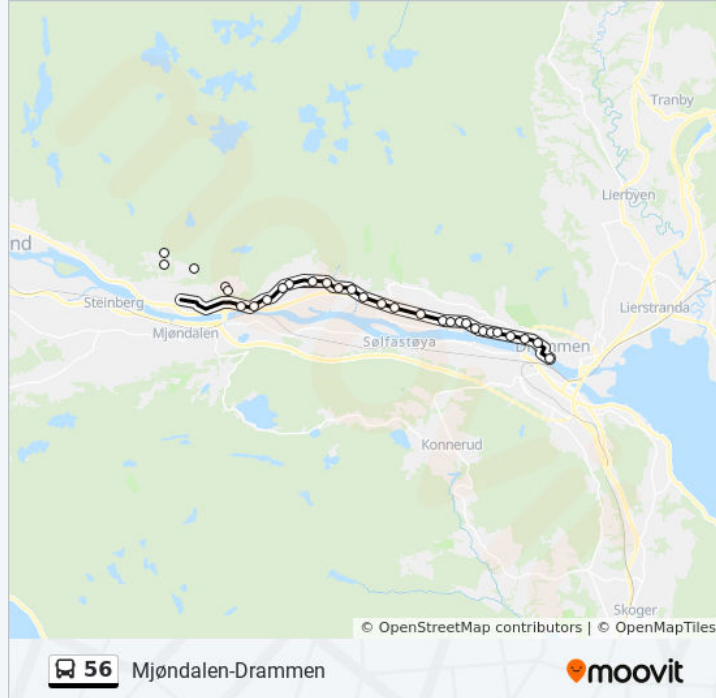 Tranby
Lierbyen
nd
Steinberg
Lierstranda
Mjøndalen
Sølfastøya
Drammen
Konnerud
Skoger
© OpenStreetMap contributors | © OpenMapTiles
56 Mjøndalen-Drammen
moovit